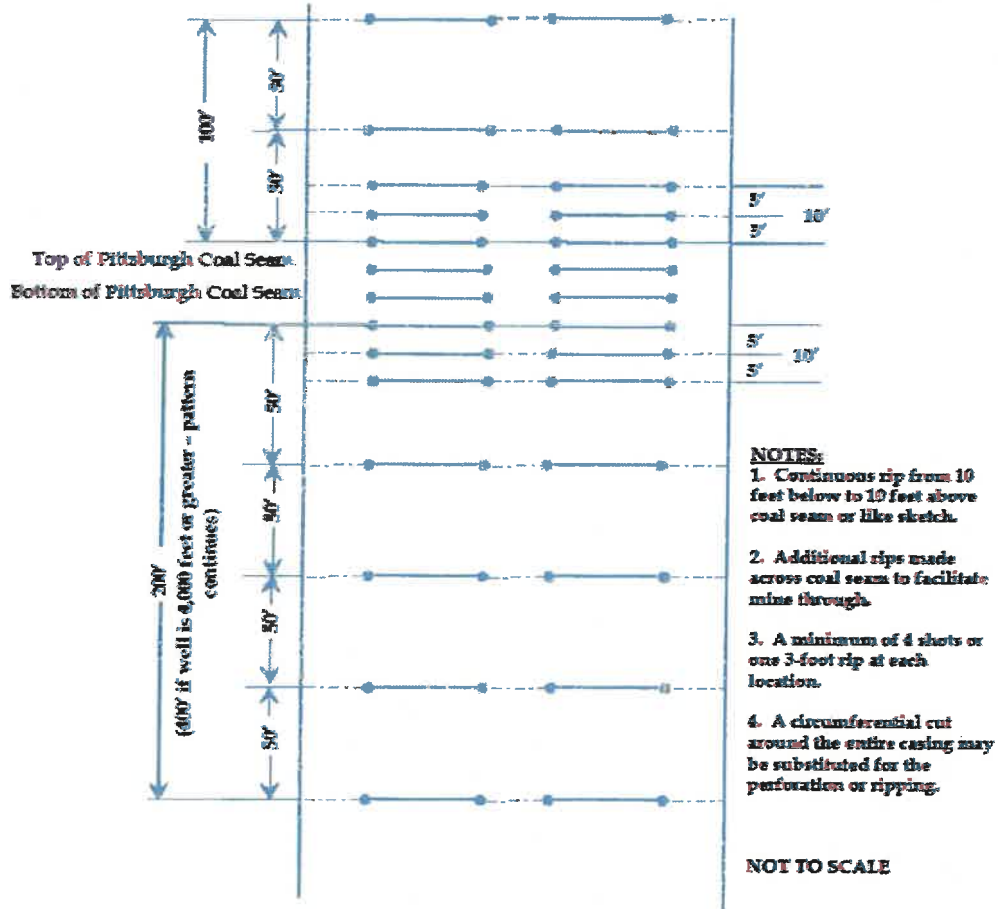 100'
50'
50'
5'
10'
5'
Top of Pittsburgh Coal Seam
Bottom of Pittsburgh Coal Seam
5'
10'
5'
200'
(400' if well is 4,000 feet or greater – pattern
continues)
50'
50'
50'
50'
NOTES:
1. Continuous rip from 10
feet below to 10 feet above
coal seam or like sketch.
2. Additional rips made
across coal seam to facilitate
mine through.
3. A minimum of 4 shots or
one 3-foot rip at each
location.
4. A circumferential cut
around the entire casing may
be substituted for the
perforation or ripping.
NOT TO SCALE